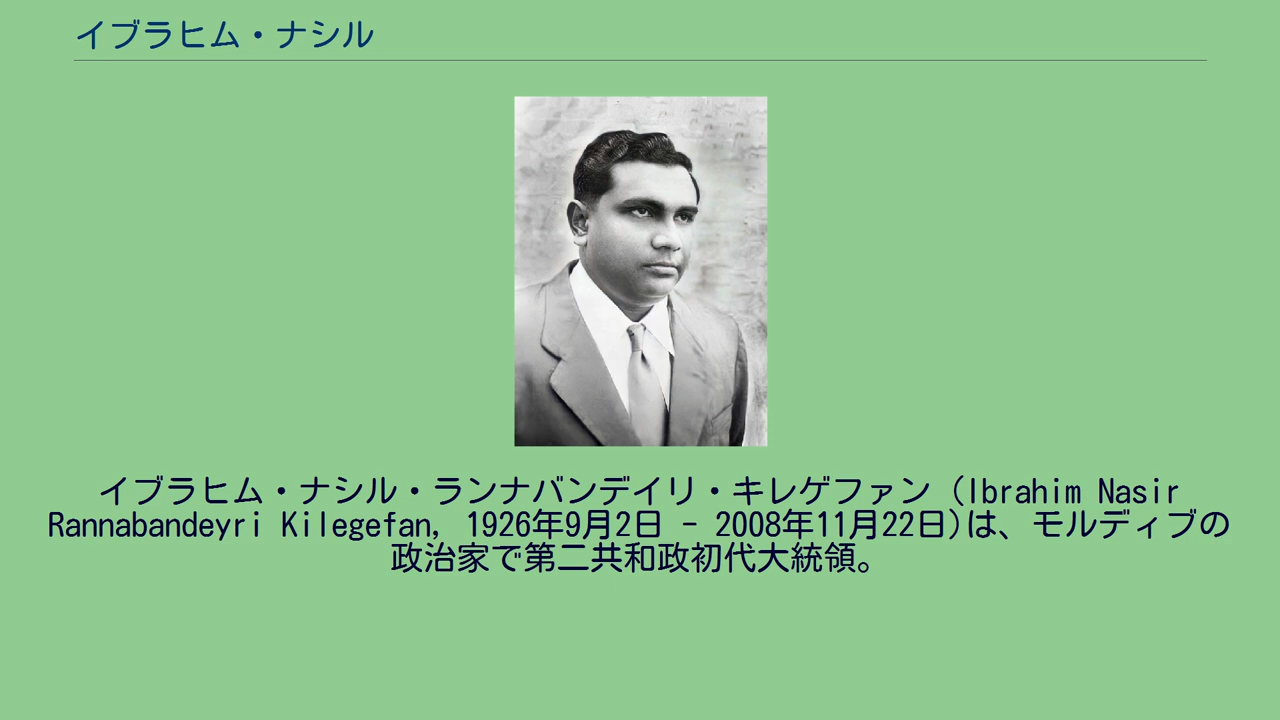 イブラヒム・ナシル
イブラヒム・ナシル・ランナバンデイリ・キレゲファン (Ibrahim Nasir
Rannabandeyri Kilegefan, 1926年9月2日 - 2008年11月22日)は、モルディブの
政治家で第二共和政初代大統領。